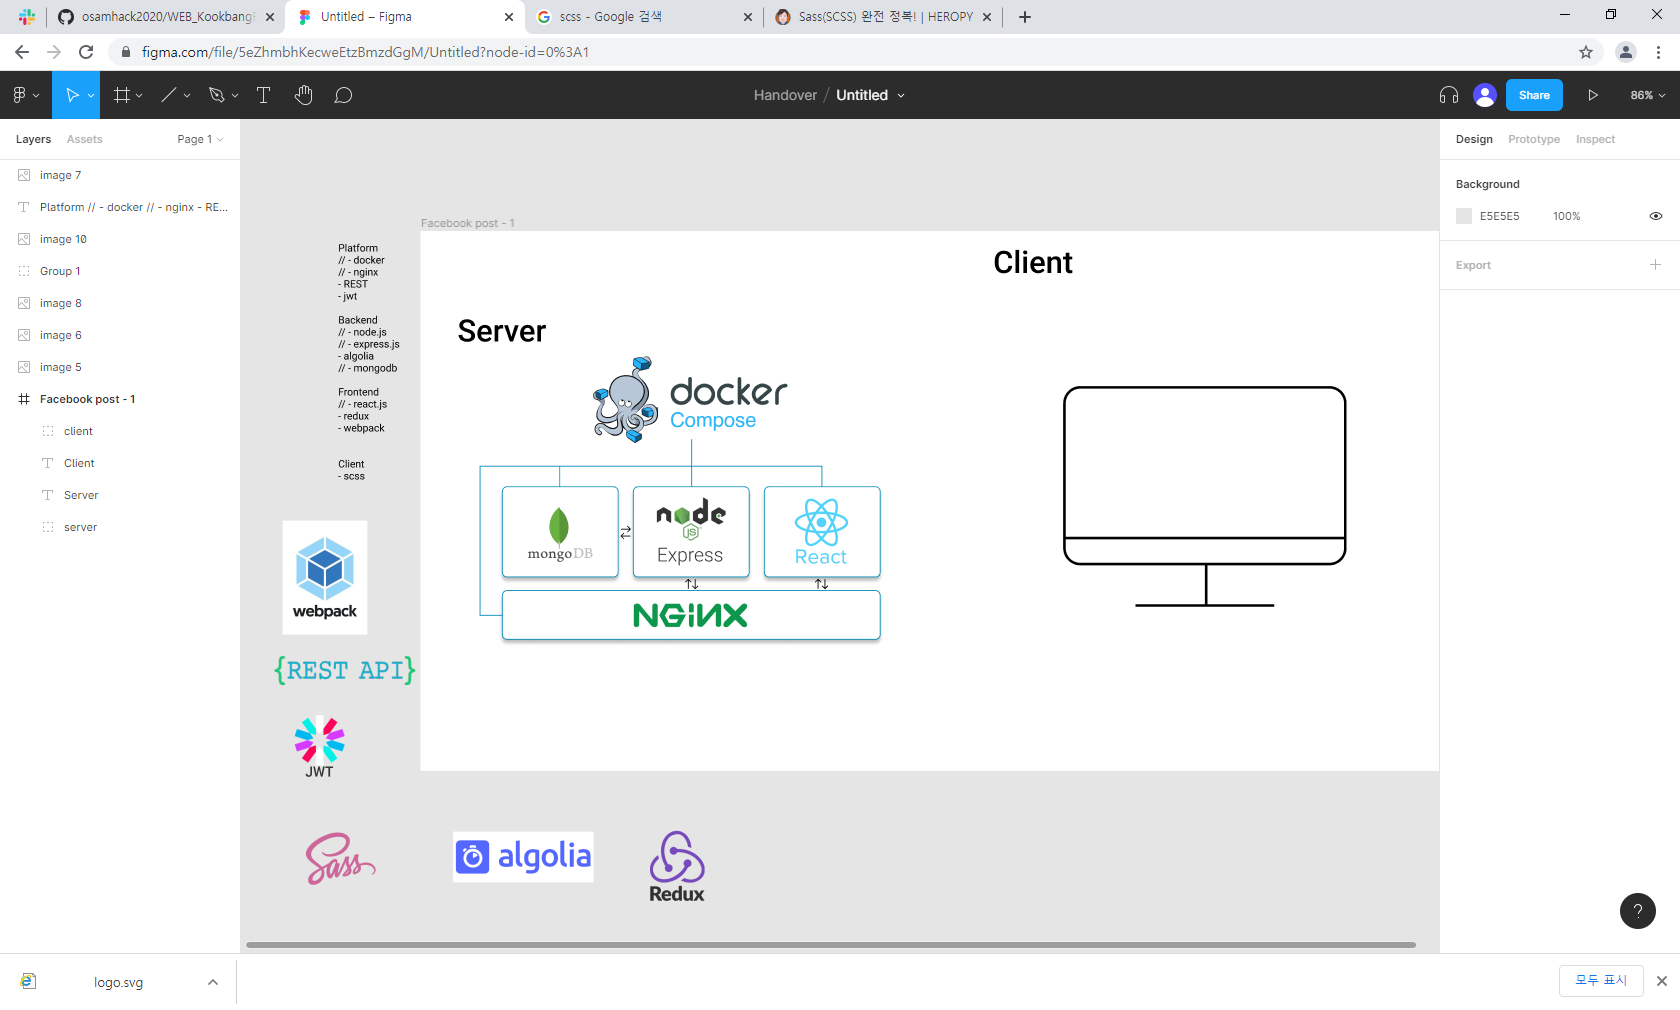 osamhack2020/WEB_Kookbang
Untitled – Figma
scss - Google 검색
Sass(SCSS) 완전 정복! | HEROPY
figma.com/file/5eZhmbhKecweEtzBmzdGgM/Untitled?node-id=0%3A1
Handover / Untitled
Share
86%
Layers
Assets
Page 1
image 7
Platform // - docker // - nginx - RE...
image 10
Group 1
image 8
image 6
image 5
Facebook post - 1
client
Client
Server
server
Facebook post - 1
Platform
// - docker
// - nginx
- REST
- jwt
Backend
// - node.js
// - express.js
- algolia
// - mongodb
Frontend
// - react.js
- redux
- webpack
Client
- scss
webpack
{REST API}
JWT
Sass
algolia
Redux
Server
docker
Compose
mongoDB
node
JS
Express
React
NGINX
Client
Design
Prototype
Inspect
Background
E5E5E5
100%
Export
?
logo.svg
모두 표시